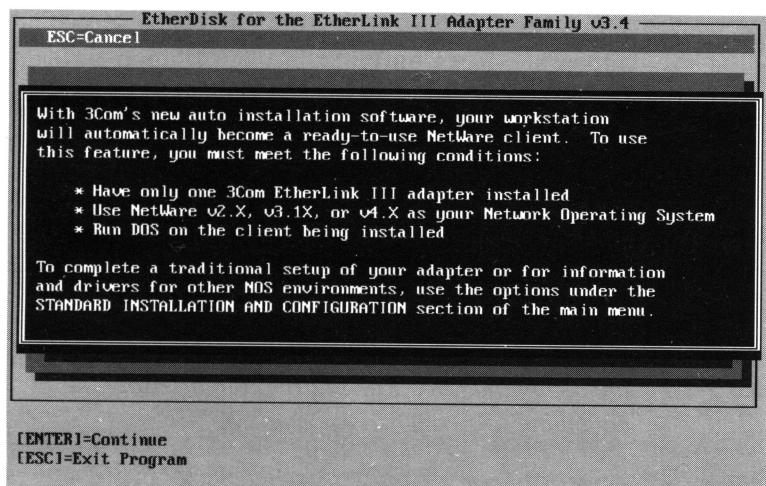 EtherDisk for the EtherLink III Adapter Family v3.4
ESC=Cancel
With 3Com's new auto installation software, your workstation
will automatically become a ready-to-use NetWare client.  To use
this feature, you must meet the following conditions:
* Have only one 3Com EtherLink III adapter installed
* Use NetWare v2.X, v3.1X, or v4.X as your Network Operating System
* Run DOS on the client being installed
To complete a traditional setup of your adapter or for information
and drivers for other NOS environments, use the options under the
STANDARD INSTALLATION AND CONFIGURATION section of the main menu.
[ENTER]=Continue
[ESC]=Exit Program